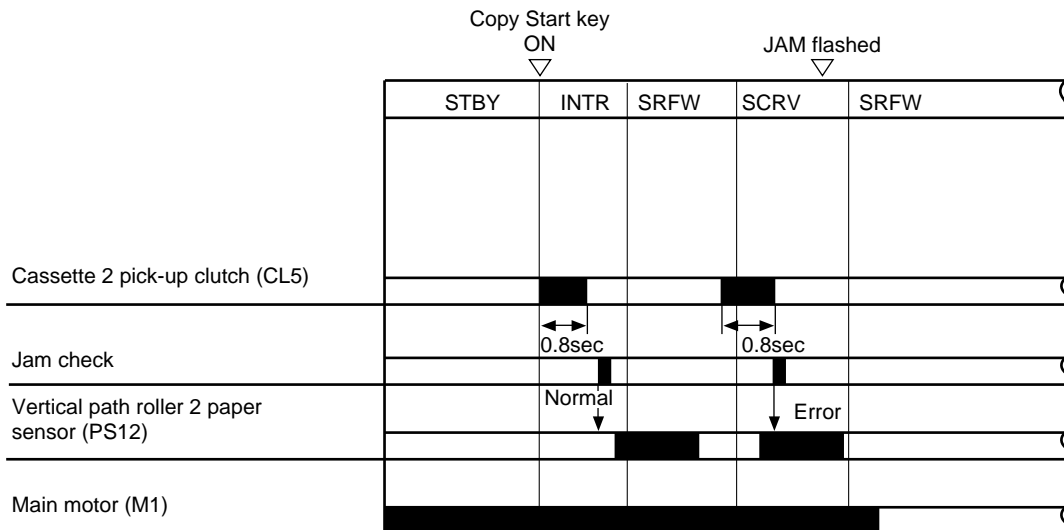 Copy Start key
ON
JAM flashed
STBY
INTR
SRFW
SCRV
SRFW
Cassette 2 pick-up clutch (CL5)
0.8sec
0.8sec
Jam check
Normal
Error
Vertical path roller 2 paper
sensor (PS12)
Main motor (M1)